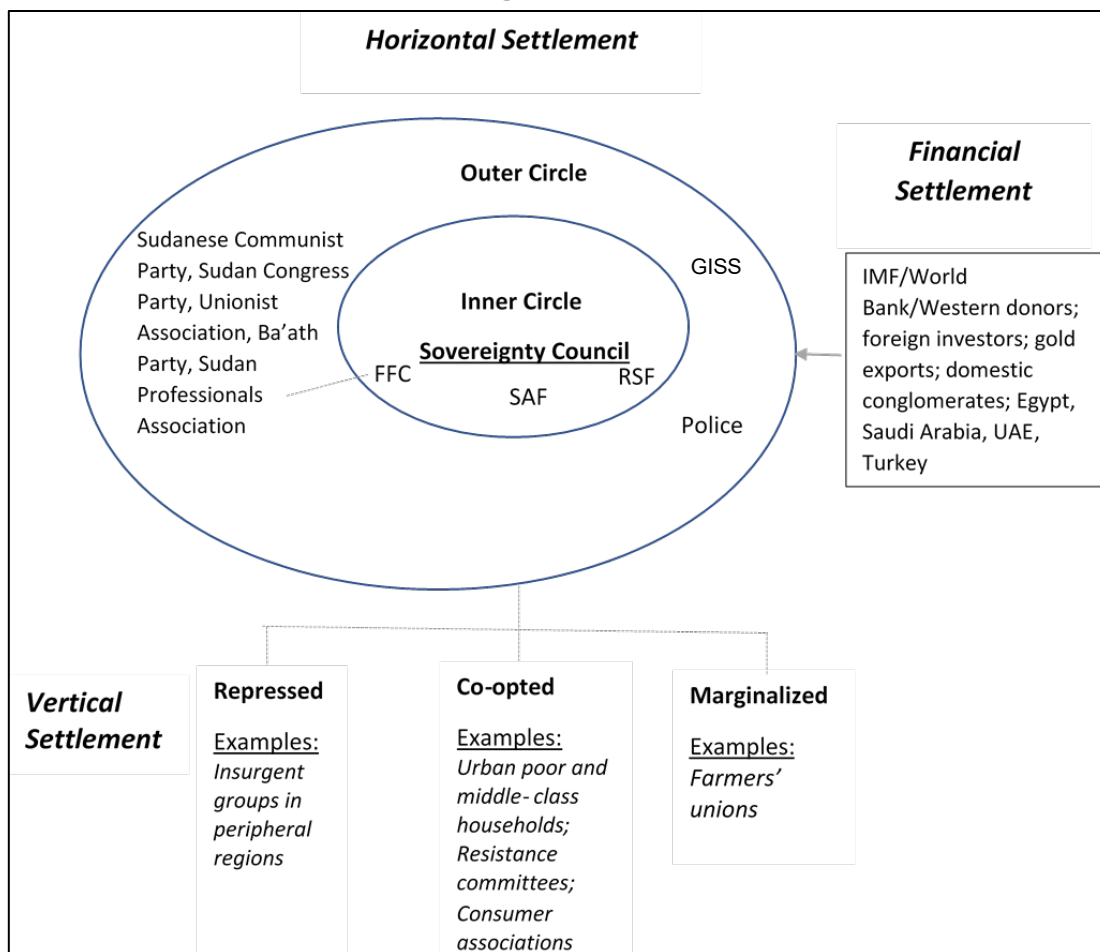 Horizontal Settlement
Outer Circle
Financial
Settlement
Sudanese Communist
Party, Sudan Congress
Party, Unionist
Association, Ba’ath
Party, Sudan
Professionals
Association
GISS
Inner Circle
Sovereignty Council
FFC
RSF
SAF
Police
IMF/World
Bank/Western donors;
foreign investors; gold
exports; domestic
conglomerates; Egypt,
Saudi Arabia, UAE,
Turkey
Vertical
Settlement
Repressed
Examples:
Insurgent
groups in
peripheral
regions
Co-opted
Examples:
Urban poor and
middle- class
households;
Resistance
committees;
Consumer
associations
Marginalized
Examples:
Farmers’
unions